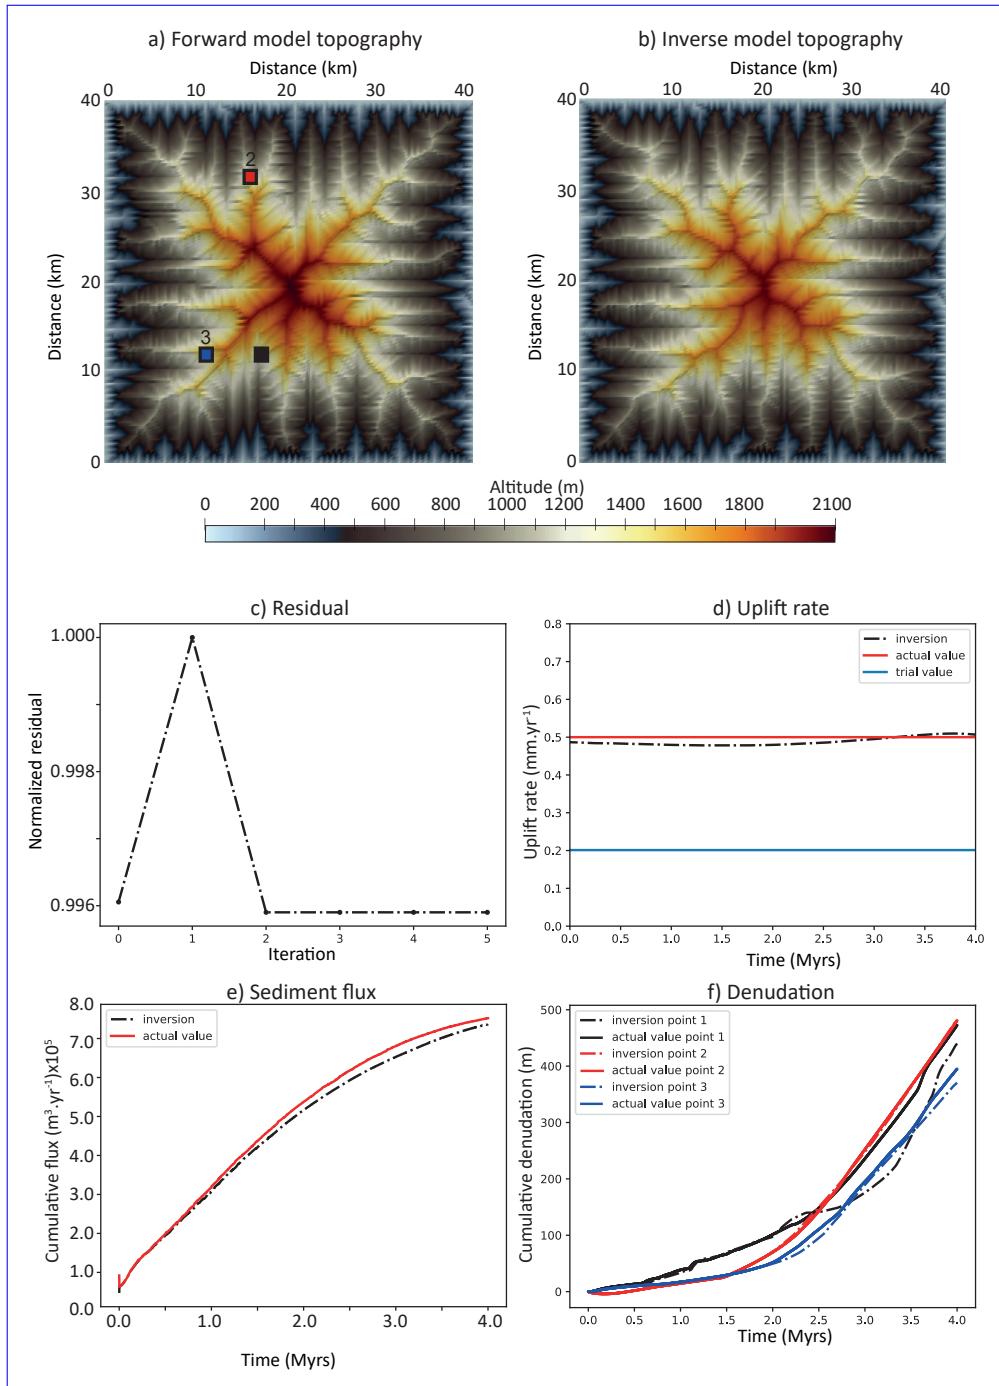 a) Forward model topography
b) Inverse model topography
Distance (km)
Distance (km)
0 10 20 30 40
0 10 20 30 40
40
30
20
10
0
Distance (km)
40
30
20
10
0
Distance (km)
2
3
Altitude (m)
0 200 400 600 800 1000 1200 1400 1600 1800 2100
c) Residual
1.000
0.998
0.996
Normalized residual
0 1 2 3 4 5
Iteration
d) Uplift rate
0.8
0.7
0.6
0.5
0.4
0.3
0.2
0.1
0.0
Uplift rate (mm.yr⁻¹)
inversion
actual value
trial value
0.0 0.5 1.0 1.5 2.0 2.5 3.0 3.5 4.0
Time (Myrs)
e) Sediment flux
8.0
7.0
6.0
5.0
4.0
3.0
2.0
1.0
0.0
Cumulative flux (m³.yr⁻¹)x10⁵
inversion
actual value
0.0 1.0 2.0 3.0 4.0
Time (Myrs)
f) Denudation
500
400
300
200
100
0
Cumulative denudation (m)
inversion point 1
actual value point 1
inversion point 2
actual value point 2
inversion point 3
actual value point 3
0.0 0.5 1.0 1.5 2.0 2.5 3.0 3.5 4.0
Time (Myrs)